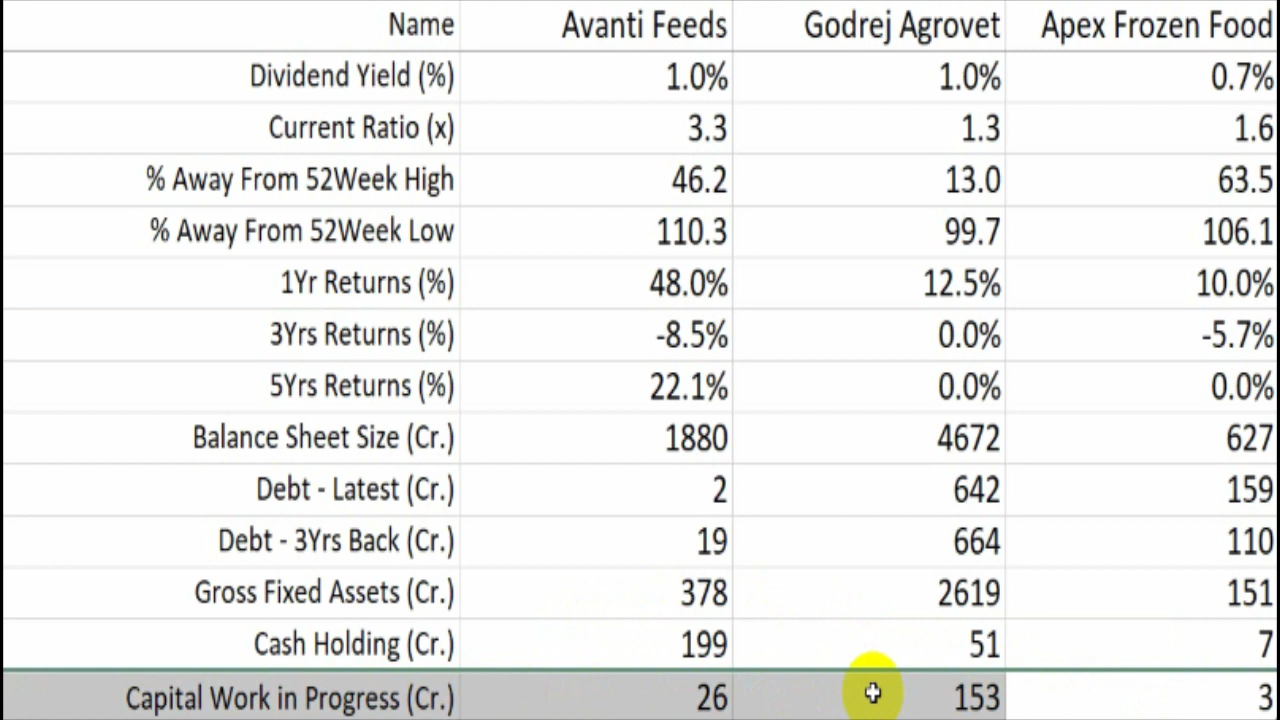 Name Avanti Feeds Godrej Agrovet Apex Frozen Food
Dividend Yield (%) 1.0% 1.0% 0.7%
Current Ratio (x) 3.3 1.3 1.6
% Away From 52Week High 46.2 13.0 63.5
% Away From 52Week Low 110.3 99.7 106.1
1Yr Returns (%) 48.0% 12.5% 10.0%
3Yrs Returns (%) -8.5% 0.0% -5.7%
5Yrs Returns (%) 22.1% 0.0% 0.0%
Balance Sheet Size (Cr.) 1880 4672 627
Debt - Latest (Cr.) 2 642 159
Debt - 3Yrs Back (Cr.) 19 664 110
Gross Fixed Assets (Cr.) 378 2619 151
Cash Holding (Cr.) 199 51 7
Capital Work in Progress (Cr.) 26 153 3